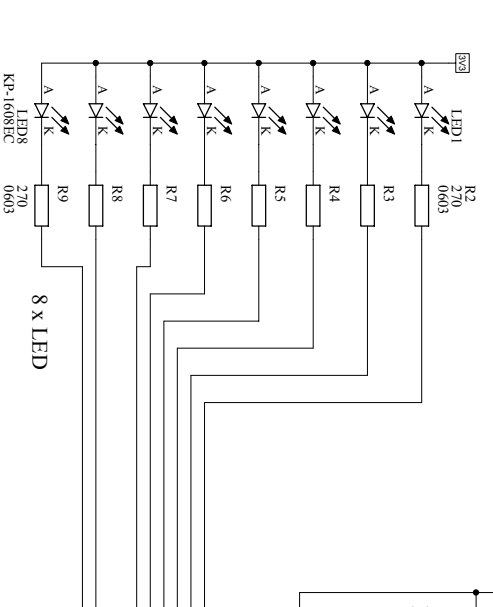 3V3
A
A
A
A
A
A
A
A
K
K
K
K
K
K
K
K
LED8
KP-1608EC
LED1
R9
270
0603
R8
R7
R6
R5
R4
R3
R2
270
0603
8 x LED